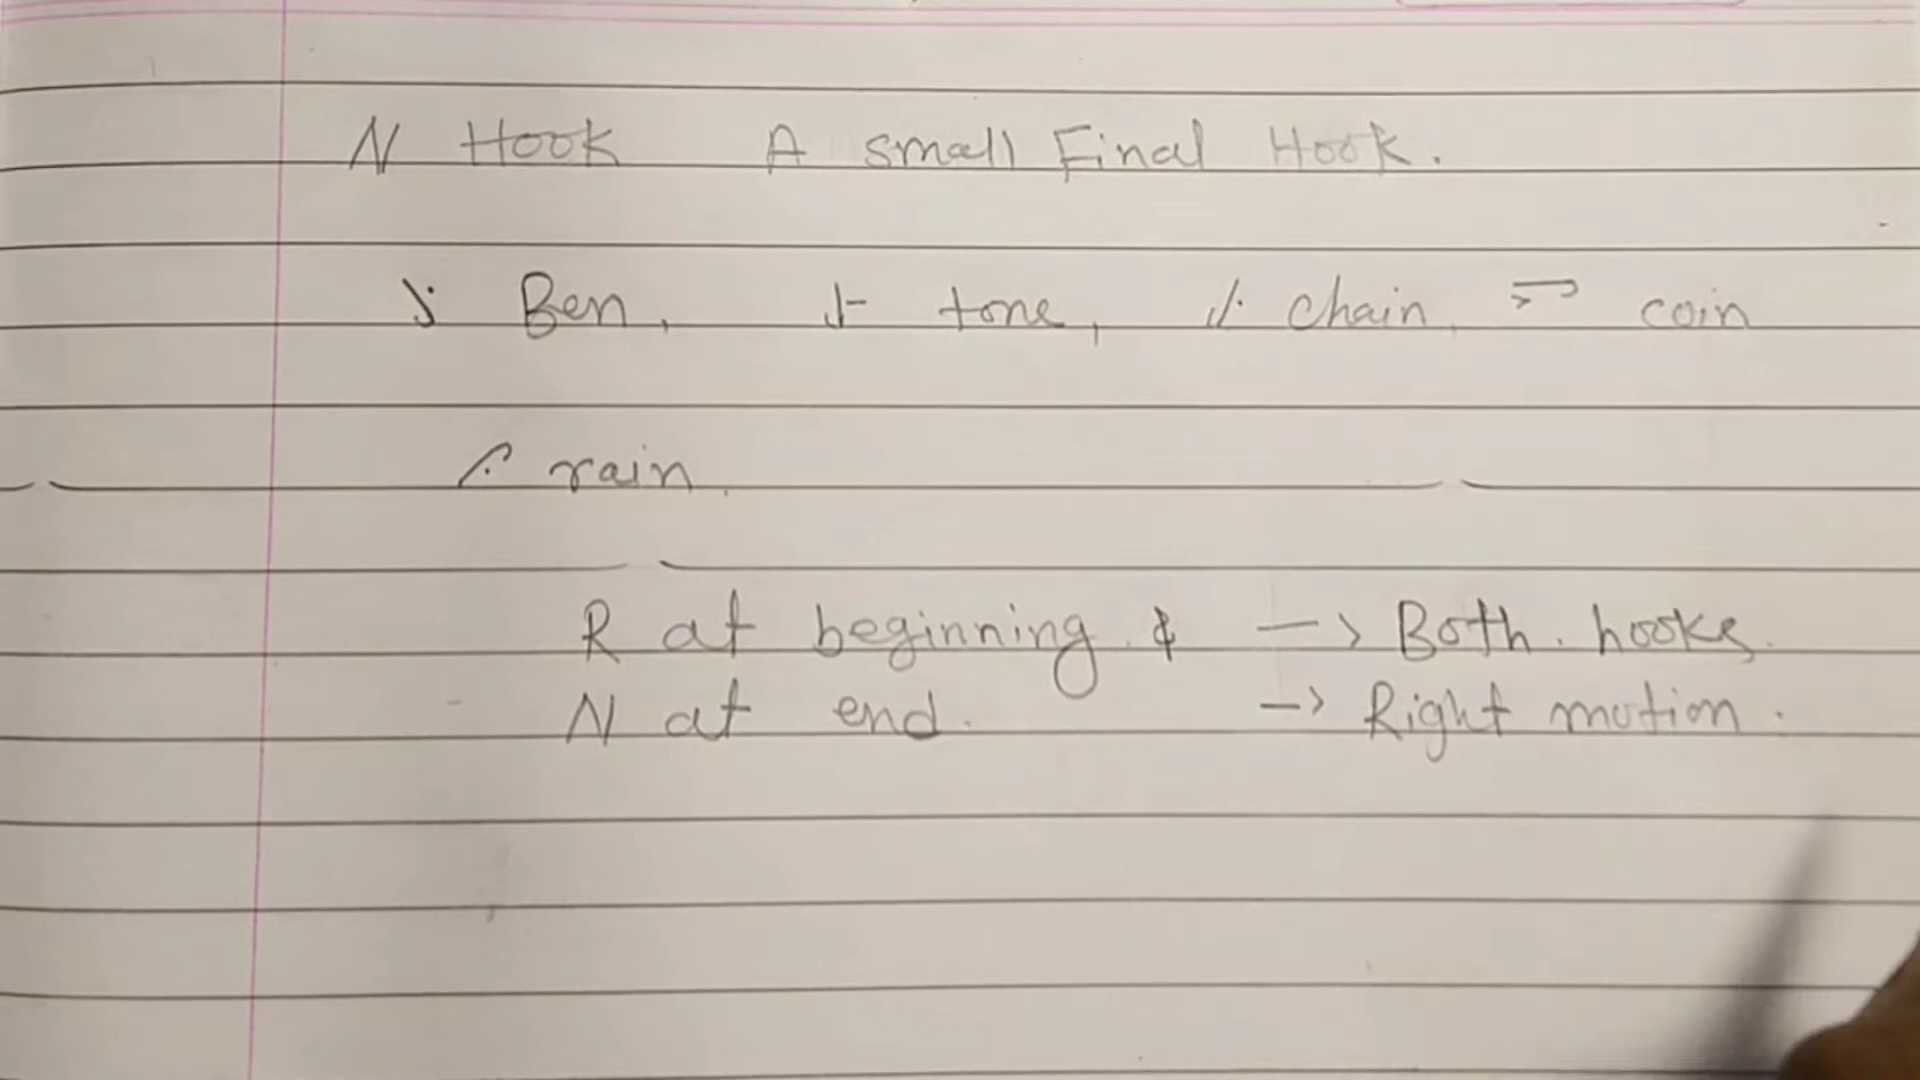 N Hook A small Final Hook.
Ben, tone, chain, coin
rain.
R at beginning & → Both hooks.
N at end. → Right motion.